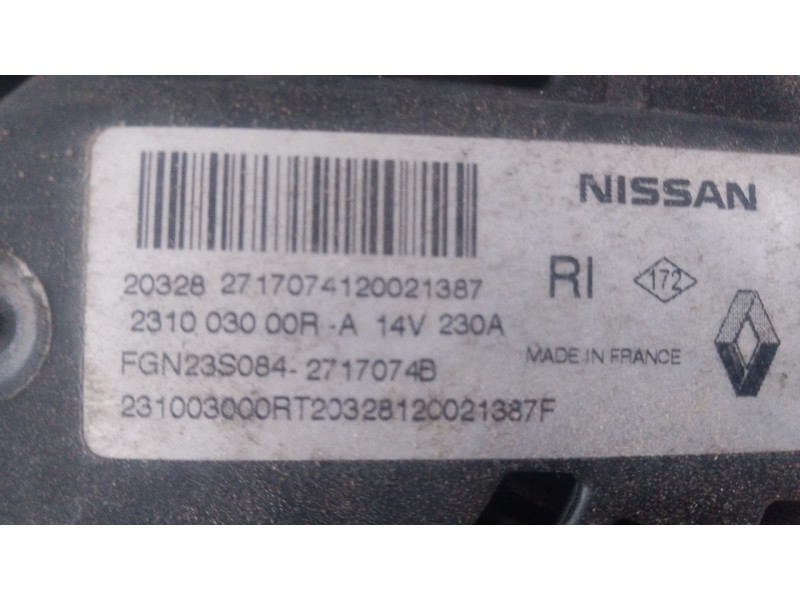 NISSAN
20328 2717074120021387
RI 172
2310 030 00R -A 14V 230A
FGN23S084- 2717074B
MADE IN FRANCE
231003000RT20328120021387F